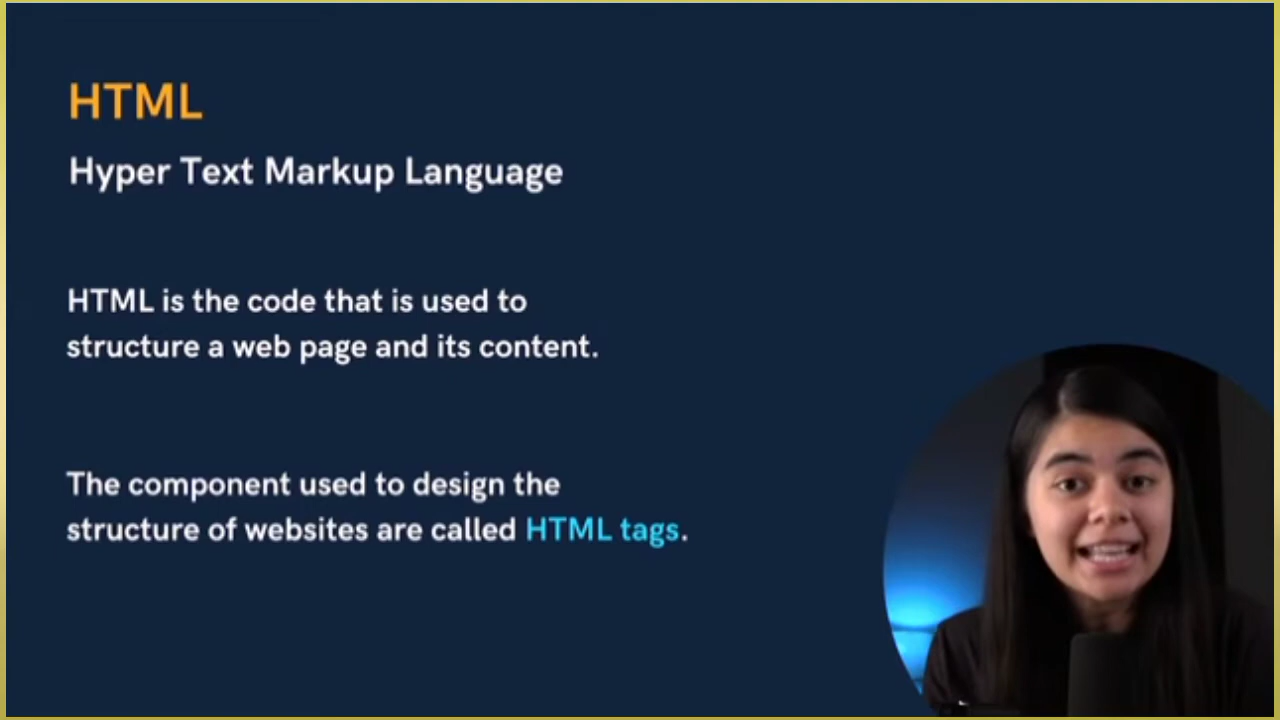 HTML
Hyper Text Markup Language
HTML is the code that is used to
structure a web page and its content.
The component used to design the
structure of websites are called HTML tags.